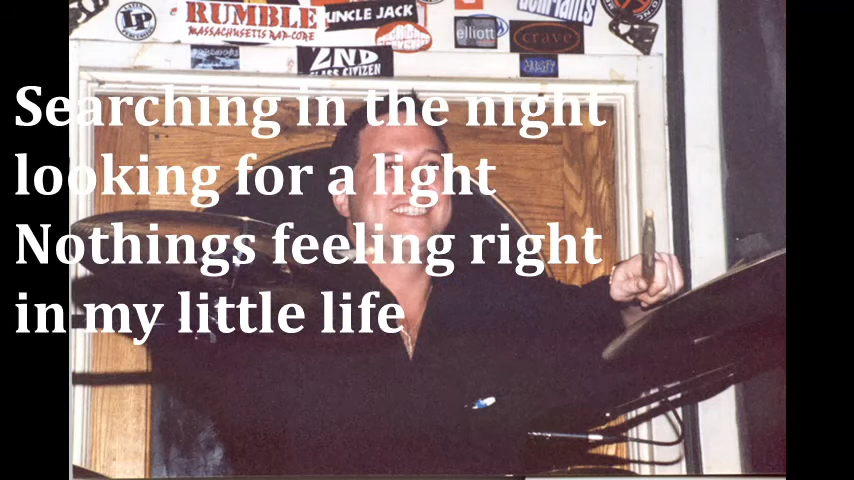 LP
RUMBLE
MASSACHUSETTS RAP-CORE
UNCLE JACK
2ND
CLASS CITIZEN
elliott
crave
Searching in the night
looking for a light
Nothings feeling right
in my little life